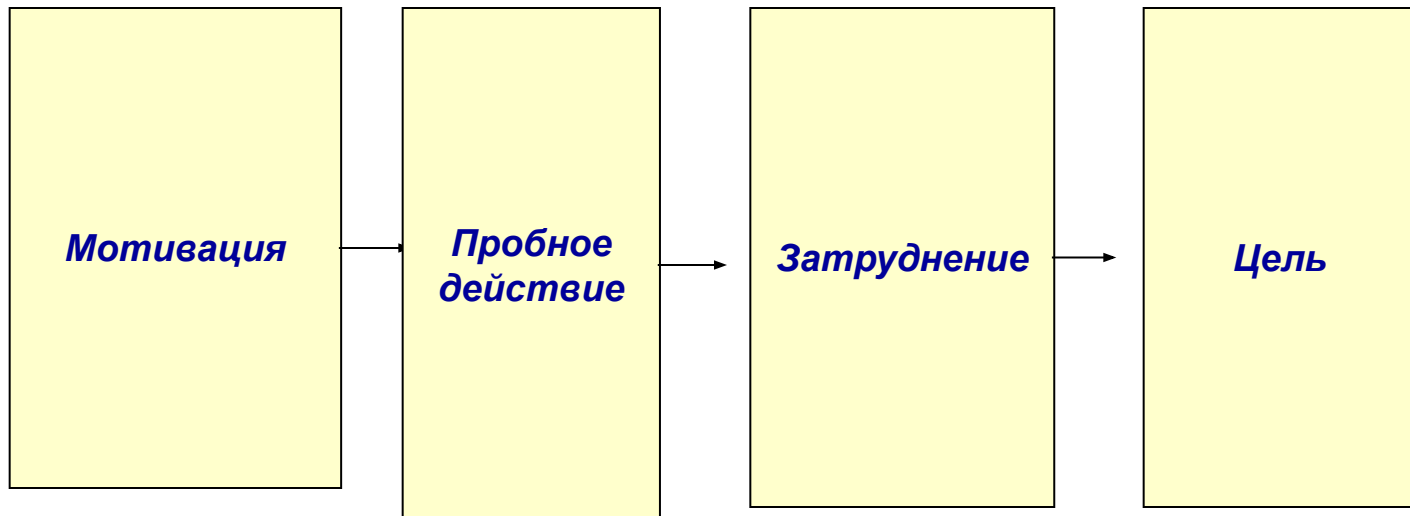 Мотивация
Пробное
действие
Затруднение
Цель